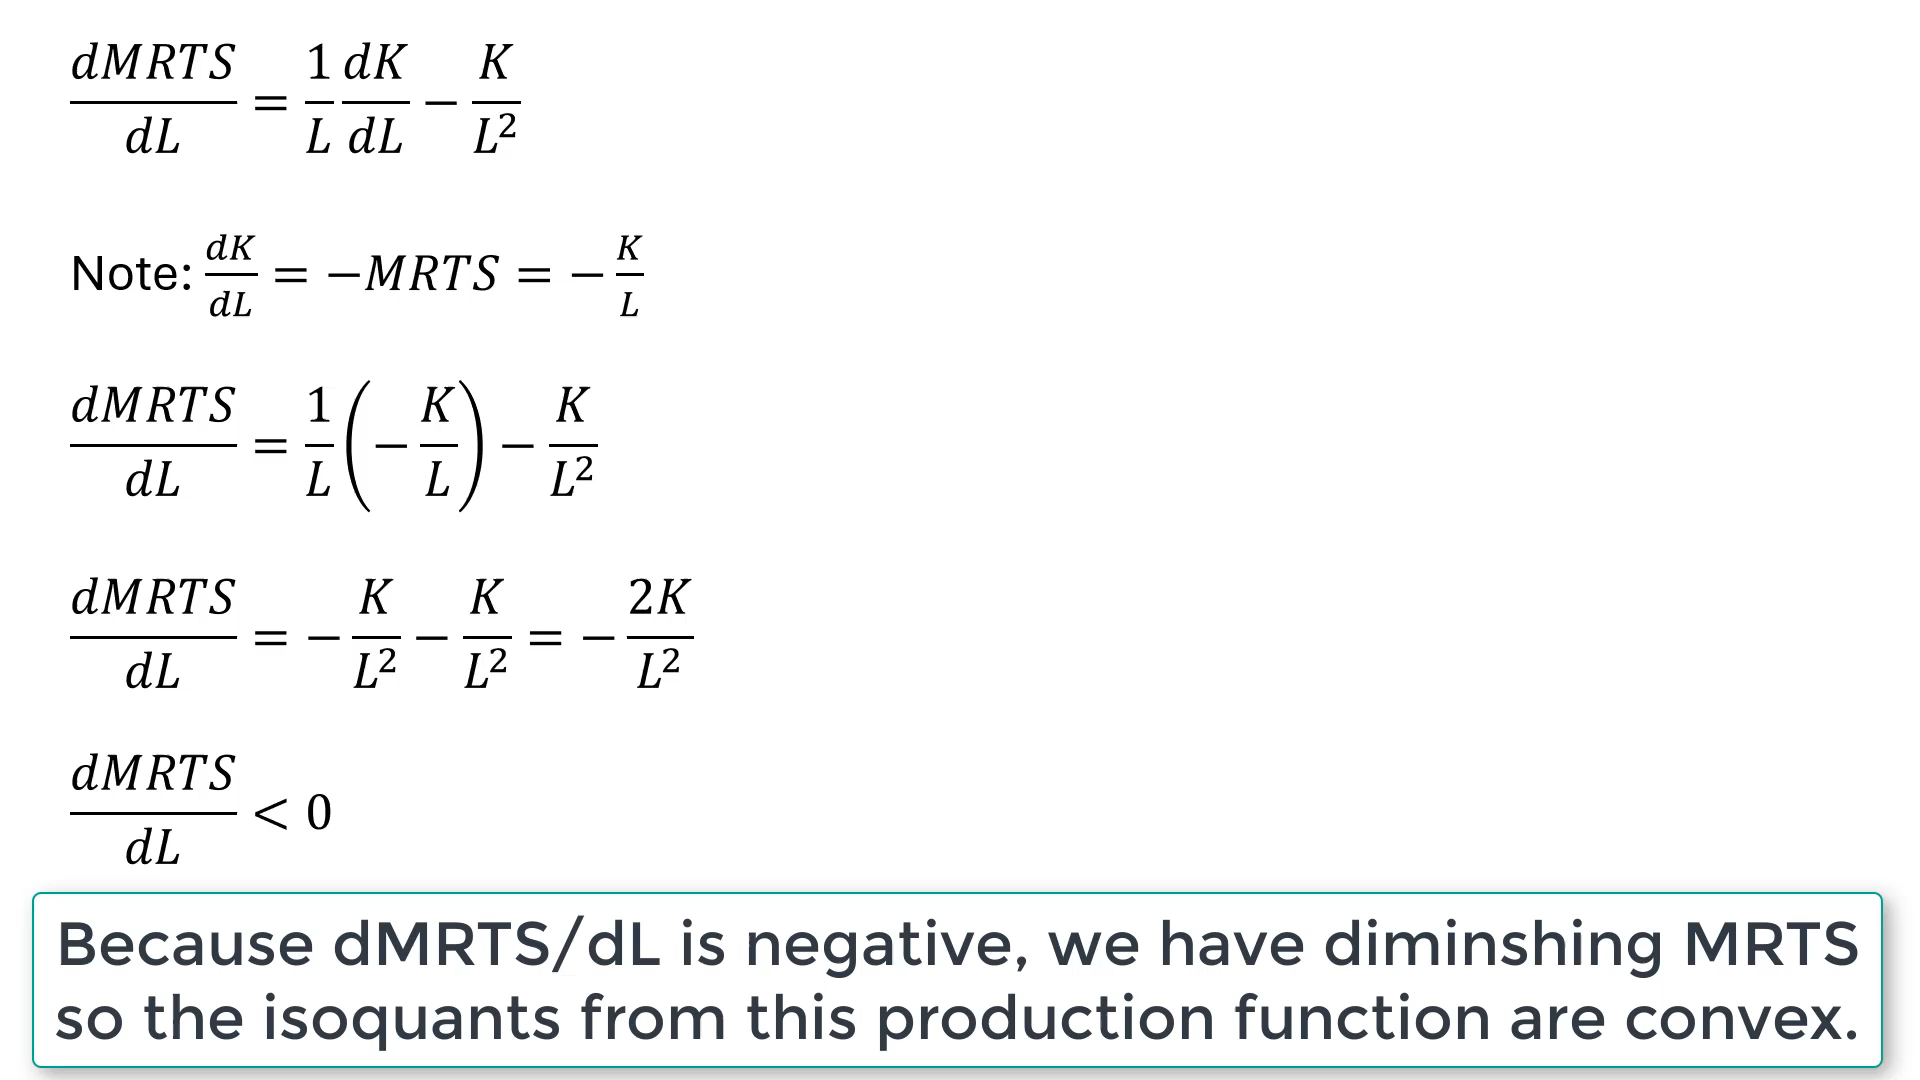 dMRTS/dL = 1/L dK/dL − K/L²
Note: dK/dL = −MRTS = −K/L
dMRTS/dL = 1/L (−K/L) − K/L²
dMRTS/dL = −K/L² − K/L² = −2K/L²
dMRTS/dL < 0
Because dMRTS/dL is negative, we have diminshing MRTS
so the isoquants from this production function are convex.